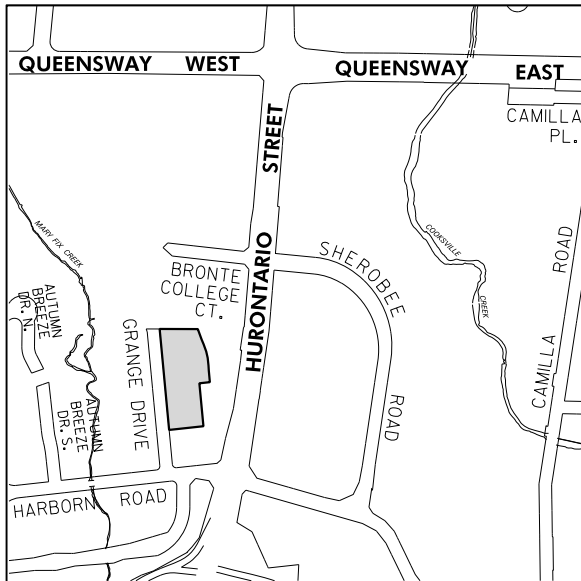 QUEENSWAY WEST
QUEENSWAY EAST
CAMILLA
PL.
HURONTARIO STREET
MARY FIX CREEK
COOKSVILLE
CREEK
SHEROBEE
ROAD
CAMILLA ROAD
BRONTE
COLLEGE
CT.
AUTUMN
BREEZE
DR. N.
GRANGE DRIVE
AUTUMN
BREEZE
DR. S.
HARBORN ROAD